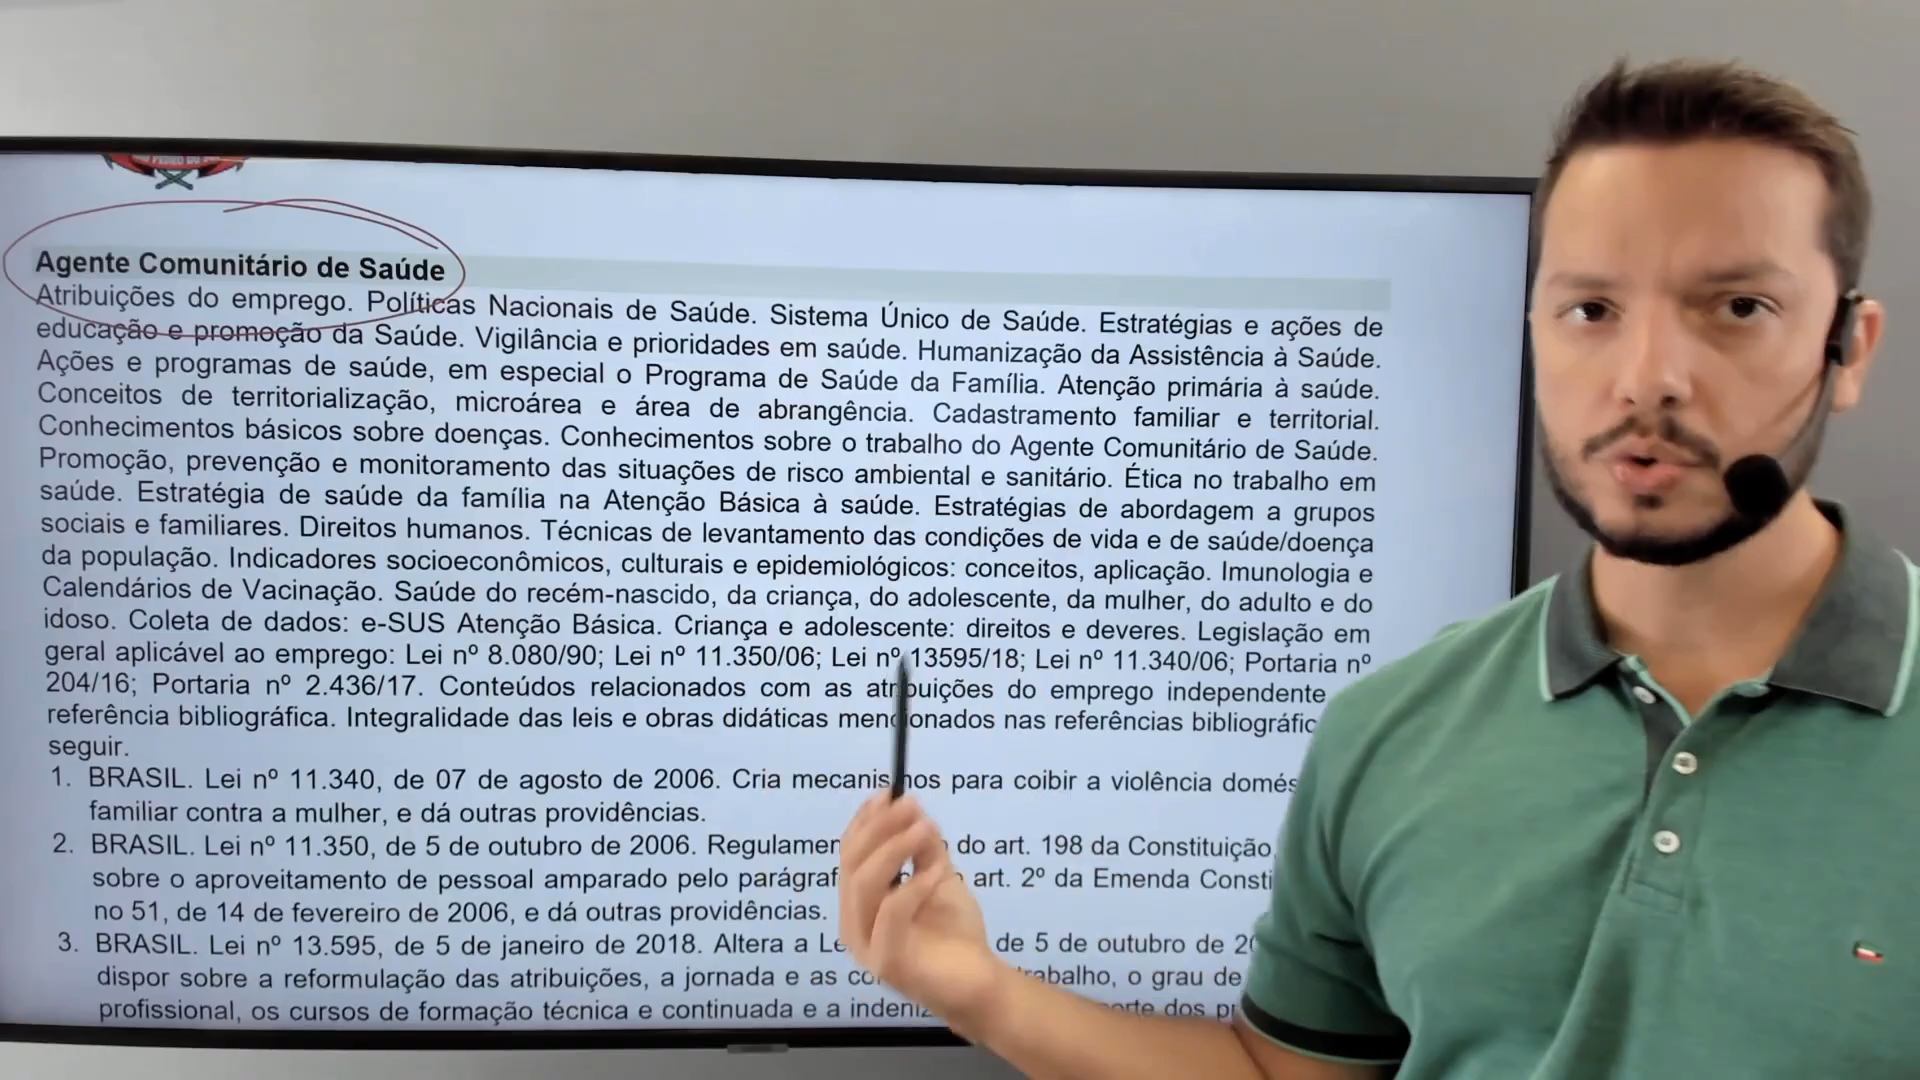 Agente Comunitário de Saúde
Atribuições do emprego. Políticas Nacionais de Saúde. Sistema Único de Saúde. Estratégias e ações de
educação e promoção da Saúde. Vigilância e prioridades em saúde. Humanização da Assistência à Saúde.
Ações e programas de saúde, em especial o Programa de Saúde da Família. Atenção primária à saúde.
Conceitos de territorialização, microárea e área de abrangência. Cadastramento familiar e territorial.
Conhecimentos básicos sobre doenças. Conhecimentos sobre o trabalho do Agente Comunitário de Saúde.
Promoção, prevenção e monitoramento das situações de risco ambiental e sanitário. Ética no trabalho em
saúde. Estratégia de saúde da família na Atenção Básica à saúde. Estratégias de abordagem a grupos
sociais e familiares. Direitos humanos. Técnicas de levantamento das condições de vida e de saúde/doença
da população. Indicadores socioeconômicos, culturais e epidemiológicos: conceitos, aplicação. Imunologia e
Calendários de Vacinação. Saúde do recém-nascido, da criança, do adolescente, da mulher, do adulto e do
idoso. Coleta de dados: e-SUS Atenção Básica. Criança e adolescente: direitos e deveres. Legislação em
geral aplicável ao emprego: Lei nº 8.080/90; Lei nº 11.350/06; Lei nº 13595/18; Lei nº 11.340/06; Portaria nº
204/16; Portaria nº 2.436/17. Conteúdos relacionados com as atribuições do emprego independente
referência bibliográfica. Integralidade das leis e obras didáticas mencionados nas referências
seguir.
1. BRASIL. Lei nº 11.340, de 07 de agosto de 2006. Cria mecanismos para coibir a violência
familiar contra a mulher, e dá outras providências.
2. BRASIL. Lei nº 11.350, de 5 de outubro de 2006. do art. 198 da Constituição,
sobre o aproveitamento de pessoal amparado pelo art. 2º da Emenda
no 51, de 14 de fevereiro de 2006, e dá outras providências.
3. BRASIL. Lei nº 13.595, de 5 de janeiro de 2018. Altera a de 5 de outubro de
dispor sobre a reformulação das atribuições, a jornada e as o grau de
profissional, os cursos de formação técnica e continuada e a dos